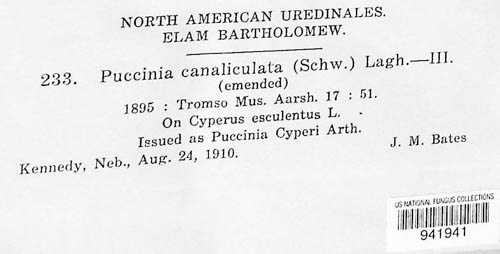 NORTH AMERICAN UREDINALES.
ELAM BARTHOLOMEW.
233. Puccinia canaliculata (Schw.) Lagh.—III.
(emended)
1895 : Tromso Mus. Aarsh. 17 : 51.
On Cyperus esculentus L.
Issued as Puccinia Cyperi Arth.
Kennedy, Neb., Aug. 24, 1910. J. M. Bates
US NATIONAL FUNGUS COLLECTIONS
941941